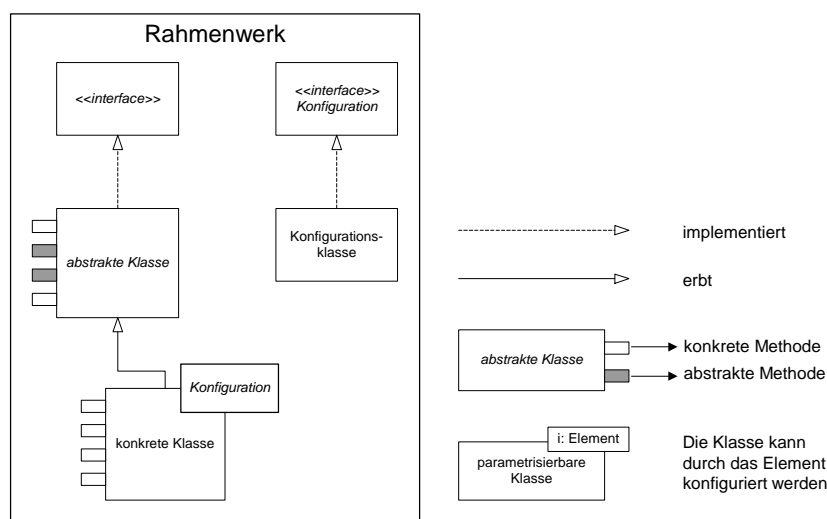 Rahmenwerk
<<interface>>
<<interface>>
Konfiguration
abstrakte Klasse
Konfigurations-
klasse
Konfiguration
konkrete Klasse
implementiert
erbt
abstrakte Klasse
konkrete Methode
abstrakte Methode
i: Element
parametrisierbare
Klasse
Die Klasse kann
durch das Element
konfiguriert werden